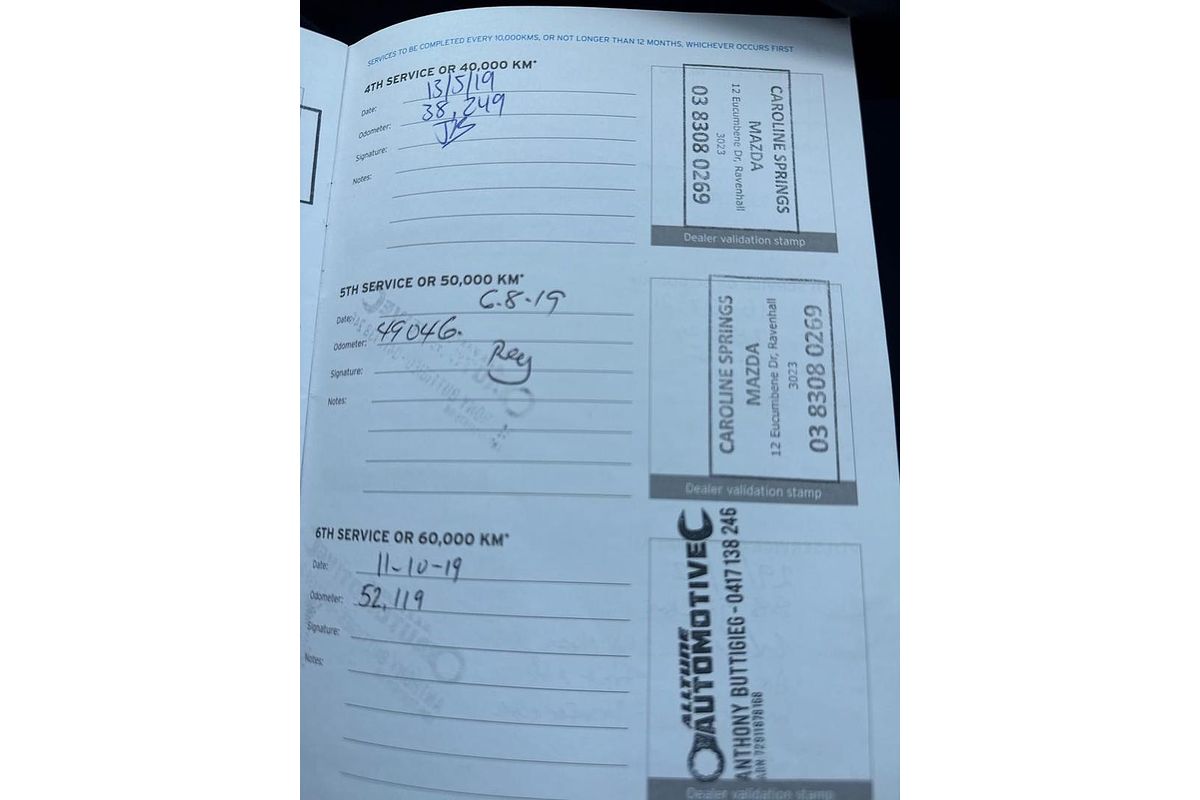 SERVICES TO BE COMPLETED EVERY 10,000KMS, OR NOT LONGER THAN 12 MONTHS, WHICHEVER OCCURS FIRST
4TH SERVICE OR 40,000 KM*
Date: 13/5/19
Odometer: 38,249
Signature: JB
Notes:
CAROLINE SPRINGS
MAZDA
12 Eucumbene Dr, Ravenhall
3023
03 8308 0269
Dealer validation stamp
5TH SERVICE OR 50,000 KM*
Date: 6.8.19
Odometer: 49046.
Signature:
Notes:
CAROLINE SPRINGS
MAZDA
12 Eucumbene Dr, Ravenhall
3023
03 8308 0269
Dealer validation stamp
6TH SERVICE OR 60,000 KM*
Date: 11-10-19
Odometer: 52,119
Signature:
Notes:
ALLTUNE
AUTOMOTIVE
ANTHONY BUTTIGIEG - 0417 138 246
Dealer validation stamp